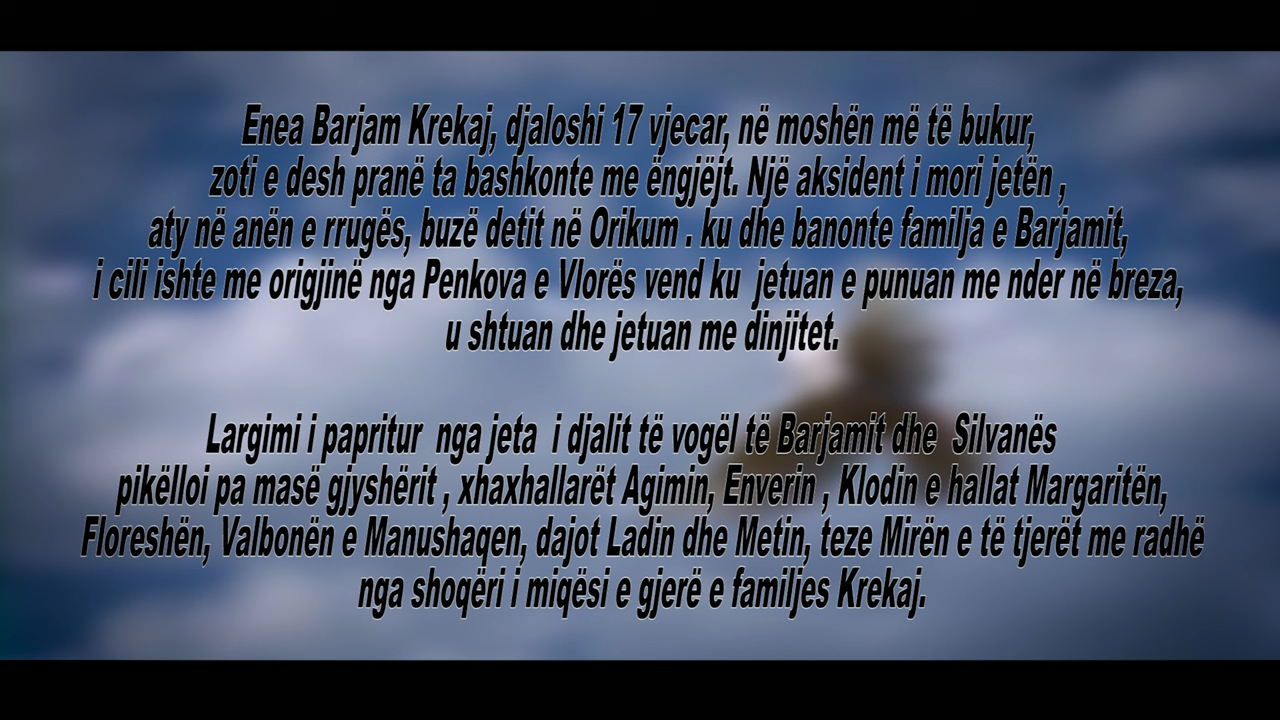 Enea Barjam Krekaj, djaloshi 17 vjecar, në moshën më të bukur,
zoti e desh pranë ta bashkonte me ëngjëjt. Një aksident i mori jetën ,
aty në anën e rrugës, buzë detit në Orikum . ku dhe banonte familja e Barjamit,
i cili ishte me origjinë nga Penkova e Vlorës vend ku  jetuan e punuan me nder në breza,
u shtuan dhe jetuan me dinjitet.
Largimi i papritur  nga jeta  i djalit të vogël të Barjamit dhe  Silvanës
pikëlloi pa masë gjyshërit , xhaxhallarët Agimin, Enverin , Klodin e hallat Margaritën,
Floreshën, Valbonën e Manushaqen, dajot Ladin dhe Metin, teze Mirën e të tjerët me radhë
nga shoqëri i miqësi e gjerë e familjes Krekaj.